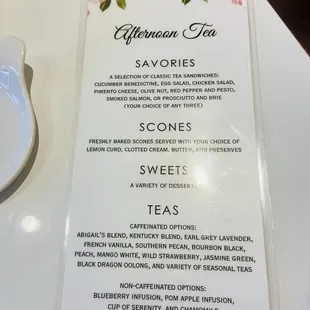 Afternoon Tea
SAVORIES
A SELECTION OF CLASSIC TEA SANDWICHES:
CUCUMBER BENEDICTINE, EGG SALAD, CHICKEN SALAD,
PIMENTO CHEESE, OLIVE NUT, RED PEPPER AND PESTO,
SMOKED SALMON, OR PROSCIUTTO AND BRIE
(YOUR CHOICE OF ANY THREE)
SCONES
FRESHLY BAKED SCONES SERVED WITH YOUR CHOICE OF
LEMON CURD, CLOTTED CREAM, BUTTER, AND PRESERVES
SWEETS
A VARIETY OF DESSERTS
TEAS
CAFFEINATED OPTIONS:
ABIGAIL'S BLEND, KENTUCKY BLEND, EARL GREY LAVENDER,
FRENCH VANILLA, SOUTHERN PECAN, BOURBON BLACK,
PEACH, MANGO WHITE, WILD STRAWBERRY, JASMINE GREEN,
BLACK DRAGON OOLONG, AND VARIETY OF SEASONAL TEAS
NON-CAFFEINATED OPTIONS:
BLUEBERRY INFUSION, POM APPLE INFUSION,
CUP OF SERENITY, AND CHAMOMILE